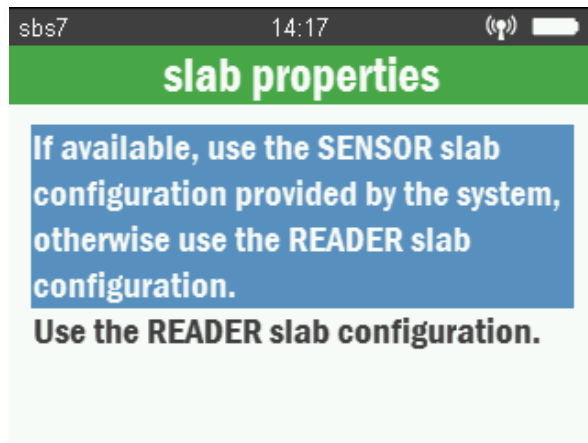 sbs7 14:17
slab properties
If available, use the SENSOR slab
configuration provided by the system,
otherwise use the READER slab
configuration.
Use the READER slab configuration.